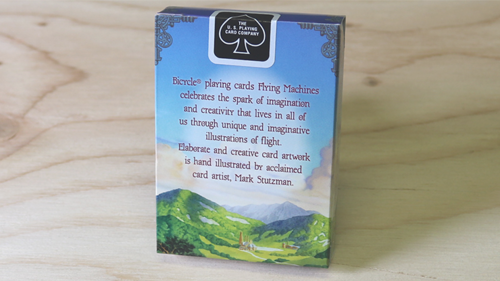 THE
U. S. PLAYING
CARD COMPANY
Bicycle® playing cards Flying Machines
celebrates the spark of imagination
and creativity that lives in all of
us through unique and imaginative
illustrations of flight.
Elaborate and creative card artwork
is hand illustrated by acclaimed
card artist, Mark Stutzman.